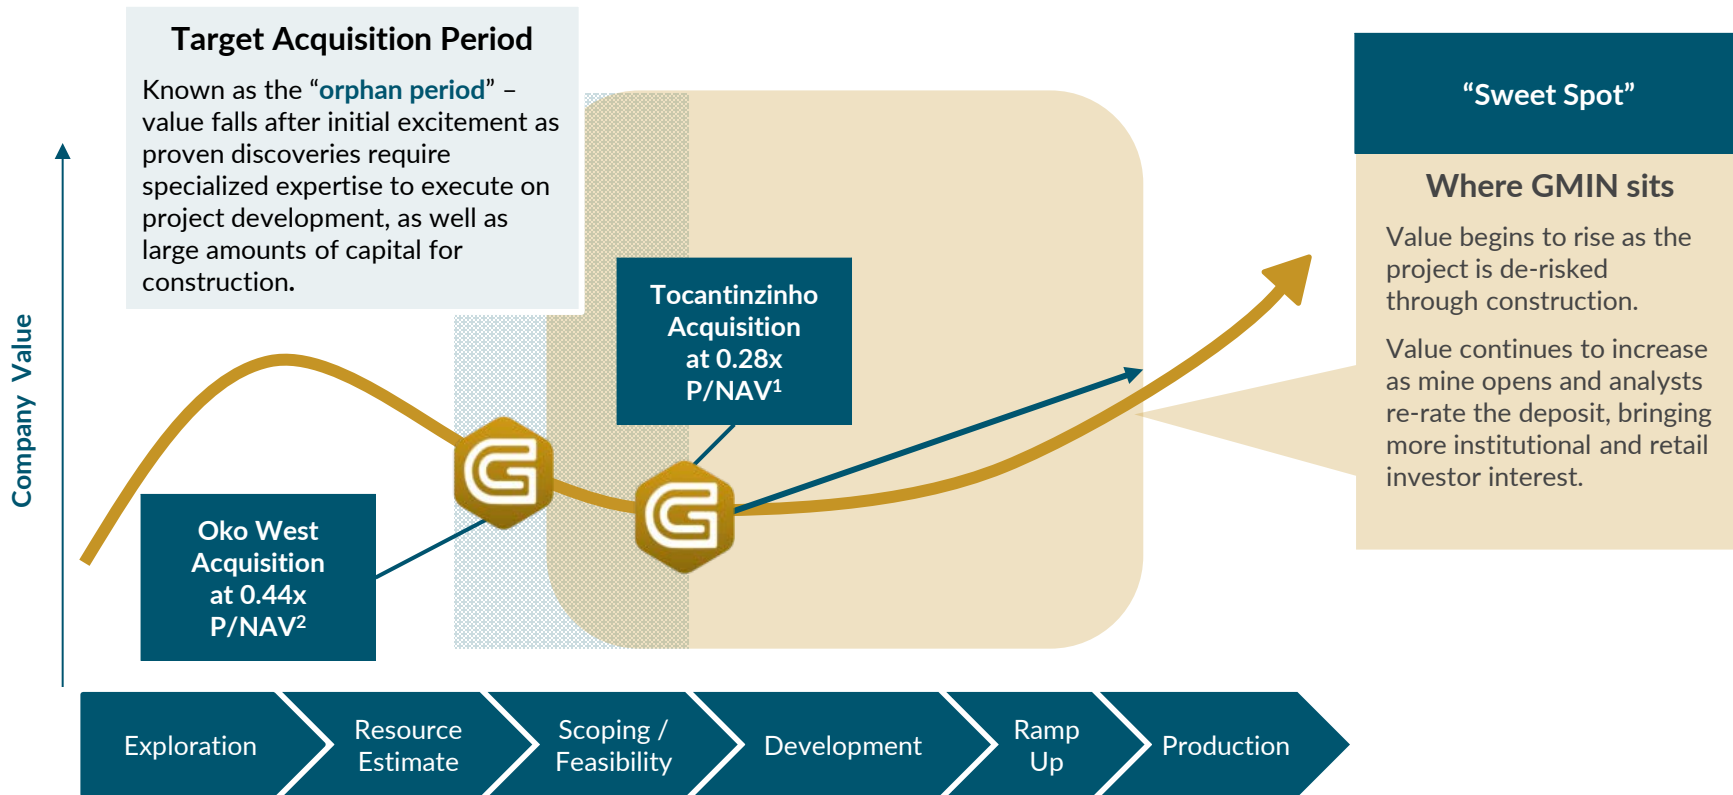 Target Acquisition Period
Known as the “orphan period” –
value falls after initial excitement as
proven discoveries require
specialized expertise to execute on
project development, as well as
large amounts of capital for
construction.
“Sweet Spot”
Where GMIN sits
Value begins to rise as the
project is de-risked
through construction.
Value continues to increase
as mine opens and analysts
re-rate the deposit, bringing
more institutional and retail
investor interest.
Company Value
Tocantinzinho
Acquisition
at 0.28x
P/NAV¹
Oko West
Acquisition
at 0.44x
P/NAV²
G
G
Exploration
Resource
Estimate
Scoping /
Feasibility
Development
Ramp
Up
Production